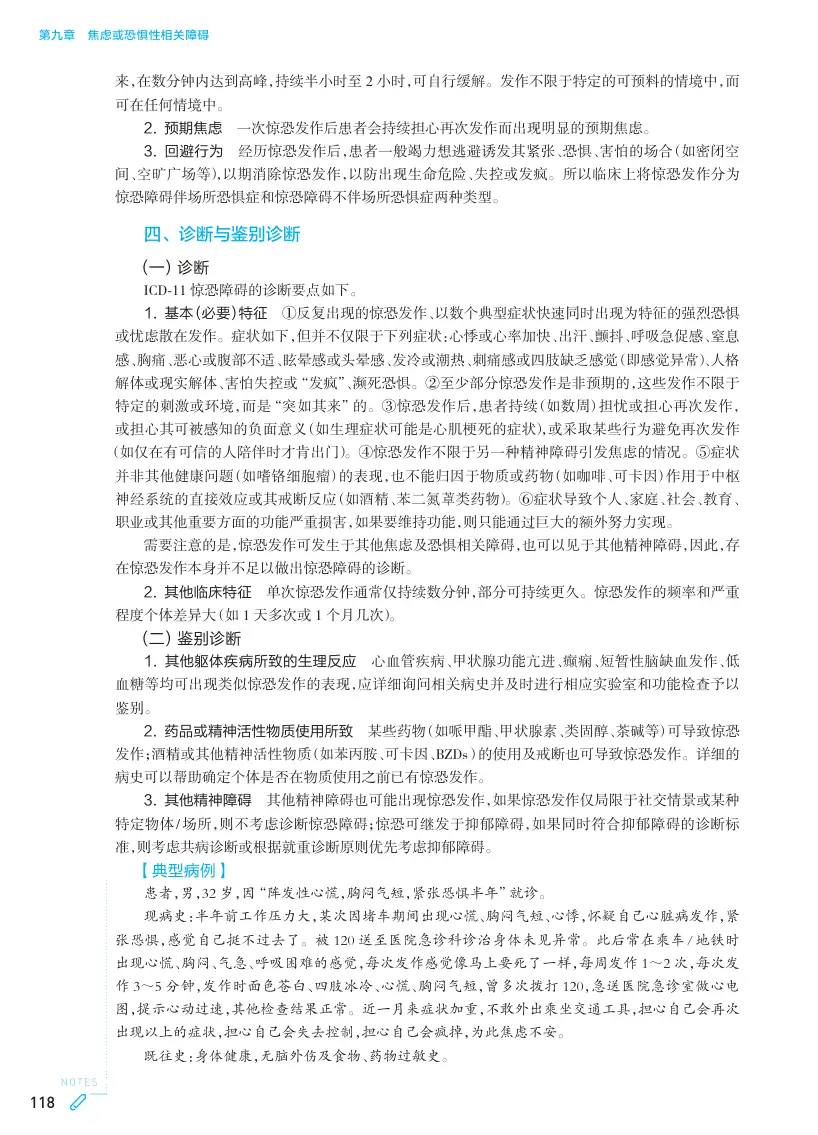 第九章 焦虑或恐惧性相关障碍
来,在数分钟内达到高峰,持续半小时至 2 小时,可自行缓解。发作不限于特定的可预料的情境中,而
可在任何情境中。
2. 预期焦虑 一次惊恐发作后患者会持续担心再次发作而出现明显的预期焦虑。
3. 回避行为 经历惊恐发作后,患者一般竭力想逃避诱发其紧张、恐惧、害怕的场合(如密闭空
间、空旷广场等),以期消除惊恐发作,以防出现生命危险、失控或发疯。所以临床上将惊恐发作分为
惊恐障碍伴场所恐惧症和惊恐障碍不伴场所恐惧症两种类型。
四、诊断与鉴别诊断
(一) 诊断
ICD-11 惊恐障碍的诊断要点如下。
1. 基本(必要)特征 ①反复出现的惊恐发作、以数个典型症状快速同时出现为特征的强烈恐惧
或忧虑散在发作。症状如下,但并不仅限于下列症状:心悸或心率加快、出汗、颤抖、呼吸急促感、窒息
感、胸痛、恶心或腹部不适、眩晕感或头晕感、发冷或潮热、刺痛感或四肢缺乏感觉(即感觉异常)、人格
解体或现实解体、害怕失控或“发疯”、濒死恐惧。②至少部分惊恐发作是非预期的,这些发作不限于
特定的刺激或环境,而是“突如其来”的。③惊恐发作后,患者持续(如数周)担忧或担心再次发作,
或担心其可被感知的负面意义(如生理症状可能是心肌梗死的症状),或采取某些行为避免再次发作
(如仅在有可信的人陪伴时才肯出门)。④惊恐发作不限于另一种精神障碍引发焦虑的情况。⑤症状
并非其他健康问题(如嗜铬细胞瘤)的表现,也不能归因于物质或药物(如咖啡、可卡因)作用于中枢
神经系统的直接效应或其戒断反应(如酒精、苯二氮䓬类药物)。⑥症状导致个人、家庭、社会、教育、
职业或其他重要方面的功能严重损害,如果要维持功能,则只能通过巨大的额外努力实现。
需要注意的是,惊恐发作可发生于其他焦虑及恐惧相关障碍,也可以见于其他精神障碍,因此,存
在惊恐发作本身并不足以做出惊恐障碍的诊断。
2. 其他临床特征 单次惊恐发作通常仅持续数分钟,部分可持续更久。惊恐发作的频率和严重
程度个体差异大(如 1 天多次或 1 个月几次)。
(二) 鉴别诊断
1. 其他躯体疾病所致的生理反应 心血管疾病、甲状腺功能亢进、癫痫、短暂性脑缺血发作、低
血糖等均可出现类似惊恐发作的表现,应详细询问相关病史并及时进行相应实验室和功能检查予以
鉴别。
2. 药品或精神活性物质使用所致 某些药物(如哌甲酯、甲状腺素、类固醇、茶碱等)可导致惊恐
发作;酒精或其他精神活性物质(如苯丙胺、可卡因、BZDs)的使用及戒断也可导致惊恐发作。详细的
病史可以帮助确定个体是否在物质使用之前已有惊恐发作。
3. 其他精神障碍 其他精神障碍也可能出现惊恐发作,如果惊恐发作仅局限于社交情景或某种
特定物体/场所,则不考虑诊断惊恐障碍;惊恐可继发于抑郁障碍,如果同时符合抑郁障碍的诊断标
准,则考虑共病诊断或根据就重诊断原则优先考虑抑郁障碍。
【典型病例】
患者,男,32 岁,因“阵发性心慌,胸闷气短,紧张恐惧半年”就诊。
现病史:半年前工作压力大,某次因堵车期间出现心慌、胸闷气短、心悸,怀疑自己心脏病发作,紧
张恐惧,感觉自己挺不过去了。被 120 送至医院急诊科诊治身体未见异常。此后常在乘车/地铁时
出现心慌、胸闷、气急、呼吸困难的感觉,每次发作感觉像马上要死了一样,每周发作 1～2 次,每次发
作 3～5 分钟,发作时面色苍白、四肢冰冷、心慌、胸闷气短,曾多次拨打 120,急送医院急诊室做心电
图,提示心动过速,其他检查结果正常。近一月来症状加重,不敢外出乘坐交通工具,担心自己会再次
出现以上的症状,担心自己会失去控制,担心自己会疯掉,为此焦虑不安。
既往史:身体健康,无脑外伤及食物、药物过敏史。
NOTES
118